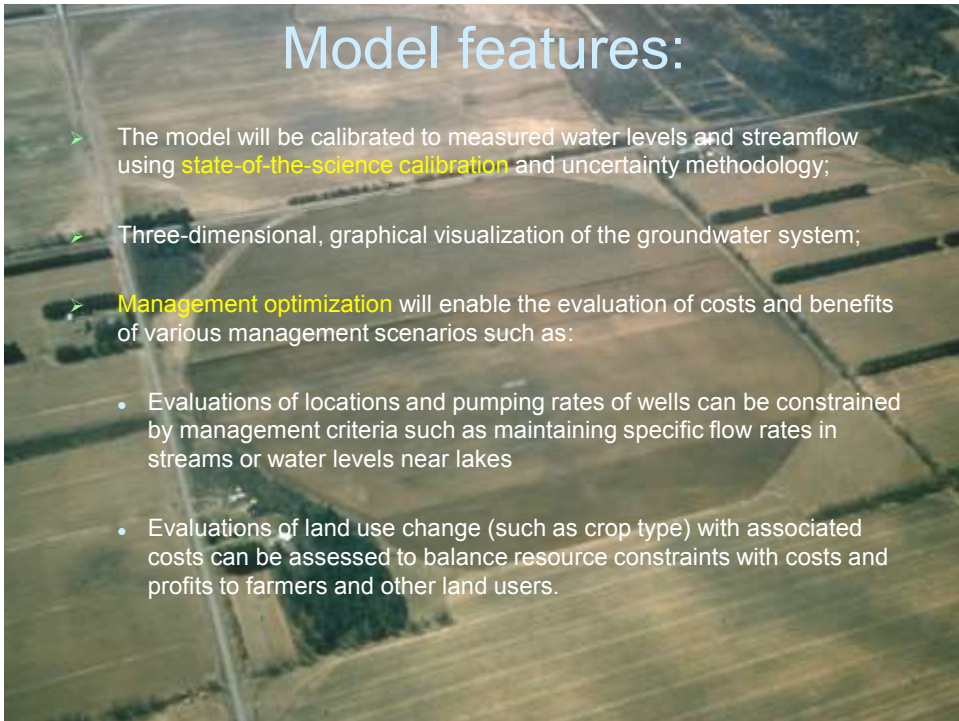 Model features:
The model will be calibrated to measured water levels and streamflow
using state-of-the-science calibration and uncertainty methodology;
Three-dimensional, graphical visualization of the groundwater system;
Management optimization will enable the evaluation of costs and benefits
of various management scenarios such as:
Evaluations of locations and pumping rates of wells can be constrained
by management criteria such as maintaining specific flow rates in
streams or water levels near lakes
Evaluations of land use change (such as crop type) with associated
costs can be assessed to balance resource constraints with costs and
profits to farmers and other land users.